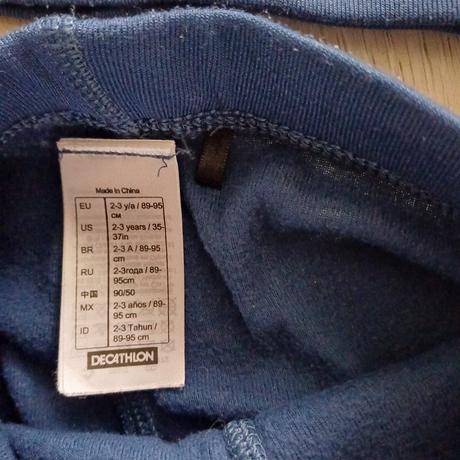 Made in China
EU 2-3 y/a / 89-95
CM
US 2-3 years / 35-
37in
BR 2-3 A / 89-95
cm
RU 2-3года / 89-
95cm
中国 90/50
MX 2-3 años / 89-
95 cm
ID 2-3 Tahun /
89-95 cm
DECATHLON